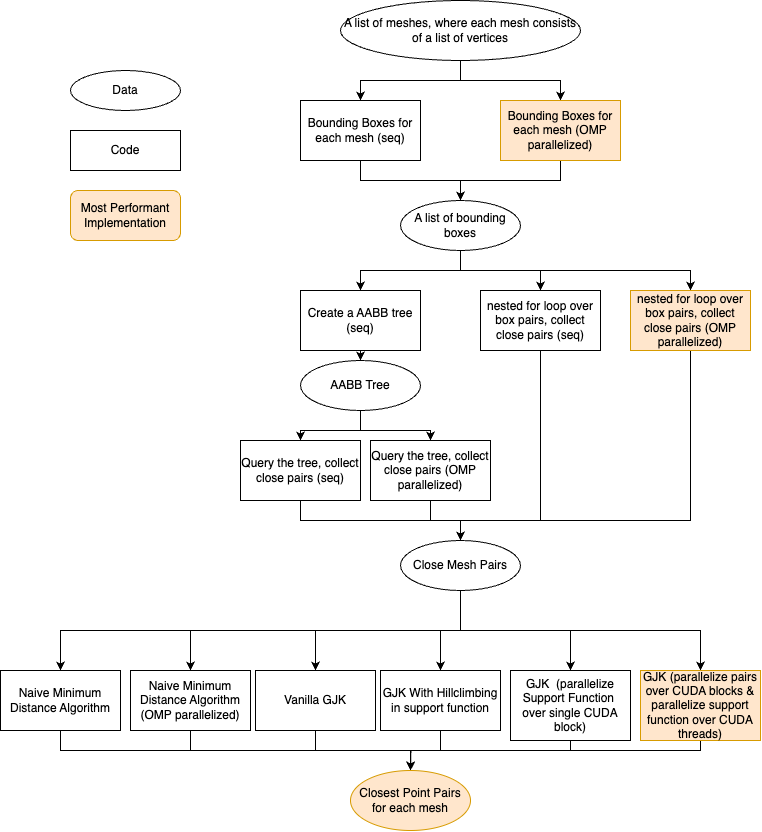 A list of meshes, where each mesh consists
of a list of vertices
Data
Code
Most Performant
Implementation
Bounding Boxes for
each mesh (seq)
Bounding Boxes for
each mesh (OMP
parallelized)
A list of bounding
boxes
Create a AABB tree
(seq)
nested for loop over
box pairs, collect
close pairs (seq)
nested for loop over
box pairs, collect
close pairs (OMP
parallelized)
AABB Tree
Query the tree, collect
close pairs (seq)
Query the tree, collect
close pairs (OMP
parallelized)
Close Mesh Pairs
Naive Minimum
Distance Algorithm
Naive Minimum
Distance Algorithm
(OMP parallelized)
Vanilla GJK
GJK With Hillclimbing
in support function
GJK (parallelize
Support Function
over single CUDA
block)
GJK (parallelize pairs
over CUDA blocks &
parallelize support
function over CUDA
threads)
Closest Point Pairs
for each mesh